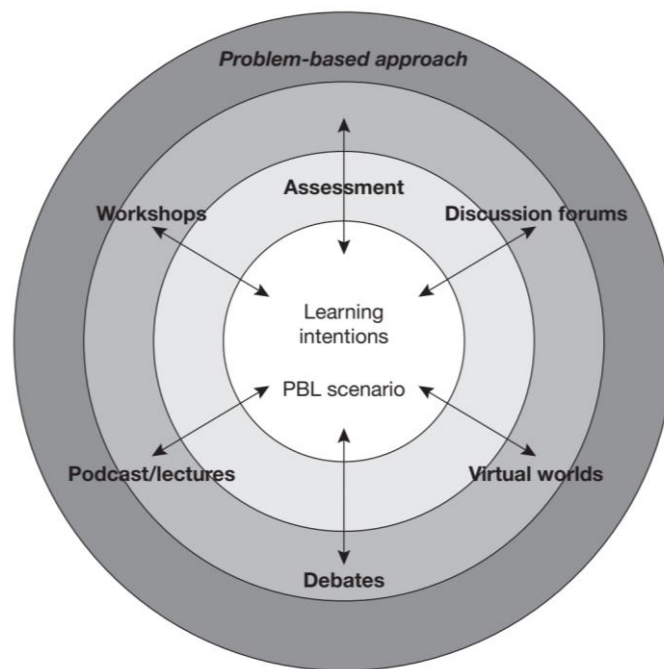 Problem-based approach
Assessment
Workshops
Discussion forums
Learning
intentions
PBL scenario
Podcast/lectures
Virtual worlds
Debates